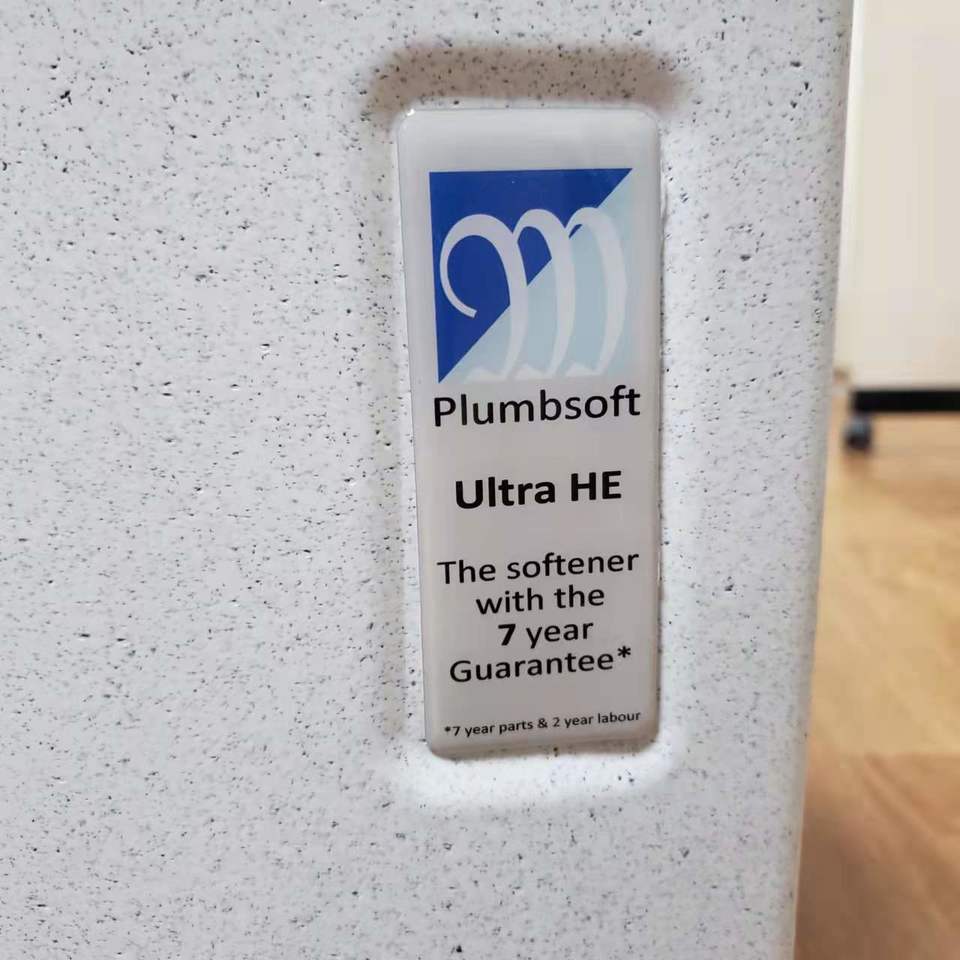 Plumbsoft
Ultra HE
The softener
with the
7 year
Guarantee*
*7 year parts & 2 year labour